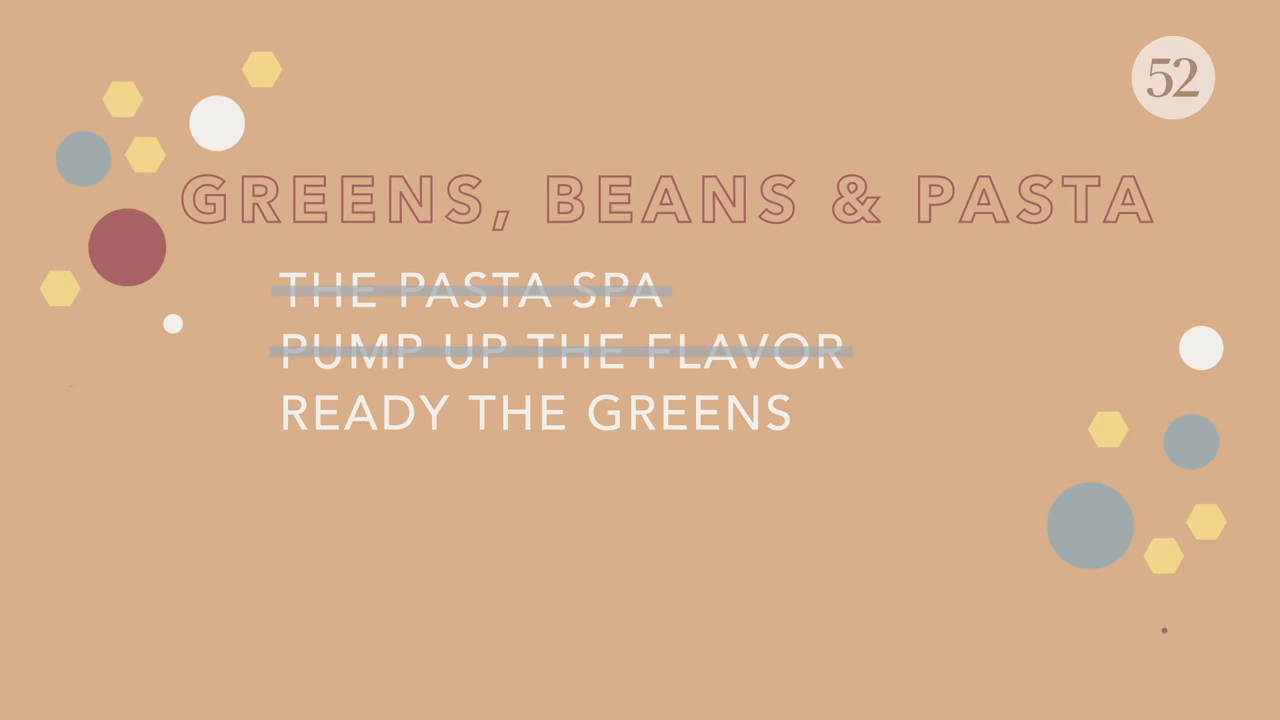 52
GREENS, BEANS & PASTA
THE PASTA SPA
PUMP UP THE FLAVOR
READY THE GREENS